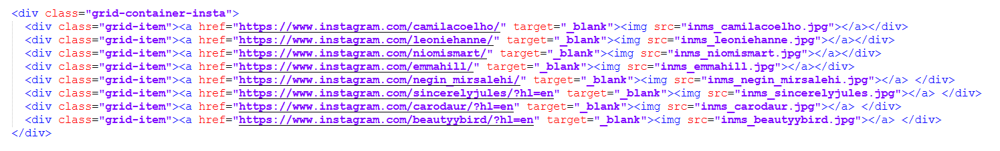 <div class="grid-container-insta">
<div class="grid-item"><a href="https://www.instagram.com/camilacoelho/" target="_blank"><img src="inms_camilacoelho.jpg"></a></div>
<div class="grid-item"><a href="https://www.instagram.com/leoniehanne/" target="_blank"><img src="inms_leoniehanne.jpg"></a></div>
<div class="grid-item"><a href="https://www.instagram.com/niomismart/" target="_blank"><img src="inms_niomismart.jpg"></a></div>
<div class="grid-item"><a href="https://www.instagram.com/emmahill/" target="_blank"><img src="inms_emmahill.jpg"></a></div>
<div class="grid-item"><a href="https://www.instagram.com/negin_mirsalehi/" target="_blank"><img src="inms_negin_mirsalehi.jpg"></a> </div>
<div class="grid-item"><a href="https://www.instagram.com/sincerelyjules/?hl=en" target="_blank"><img src="inms_sincerelyjules.jpg"></a> </div>
<div class="grid-item"><a href="https://www.instagram.com/carodaur/?hl=en" target="_blank"><img src="inms_carodaur.jpg"></a> </div>
<div class="grid-item"><a href="https://www.instagram.com/beautyybird/?hl=en" target="_blank"><img src="inms_beautyybird.jpg"></a> </div>
</div>